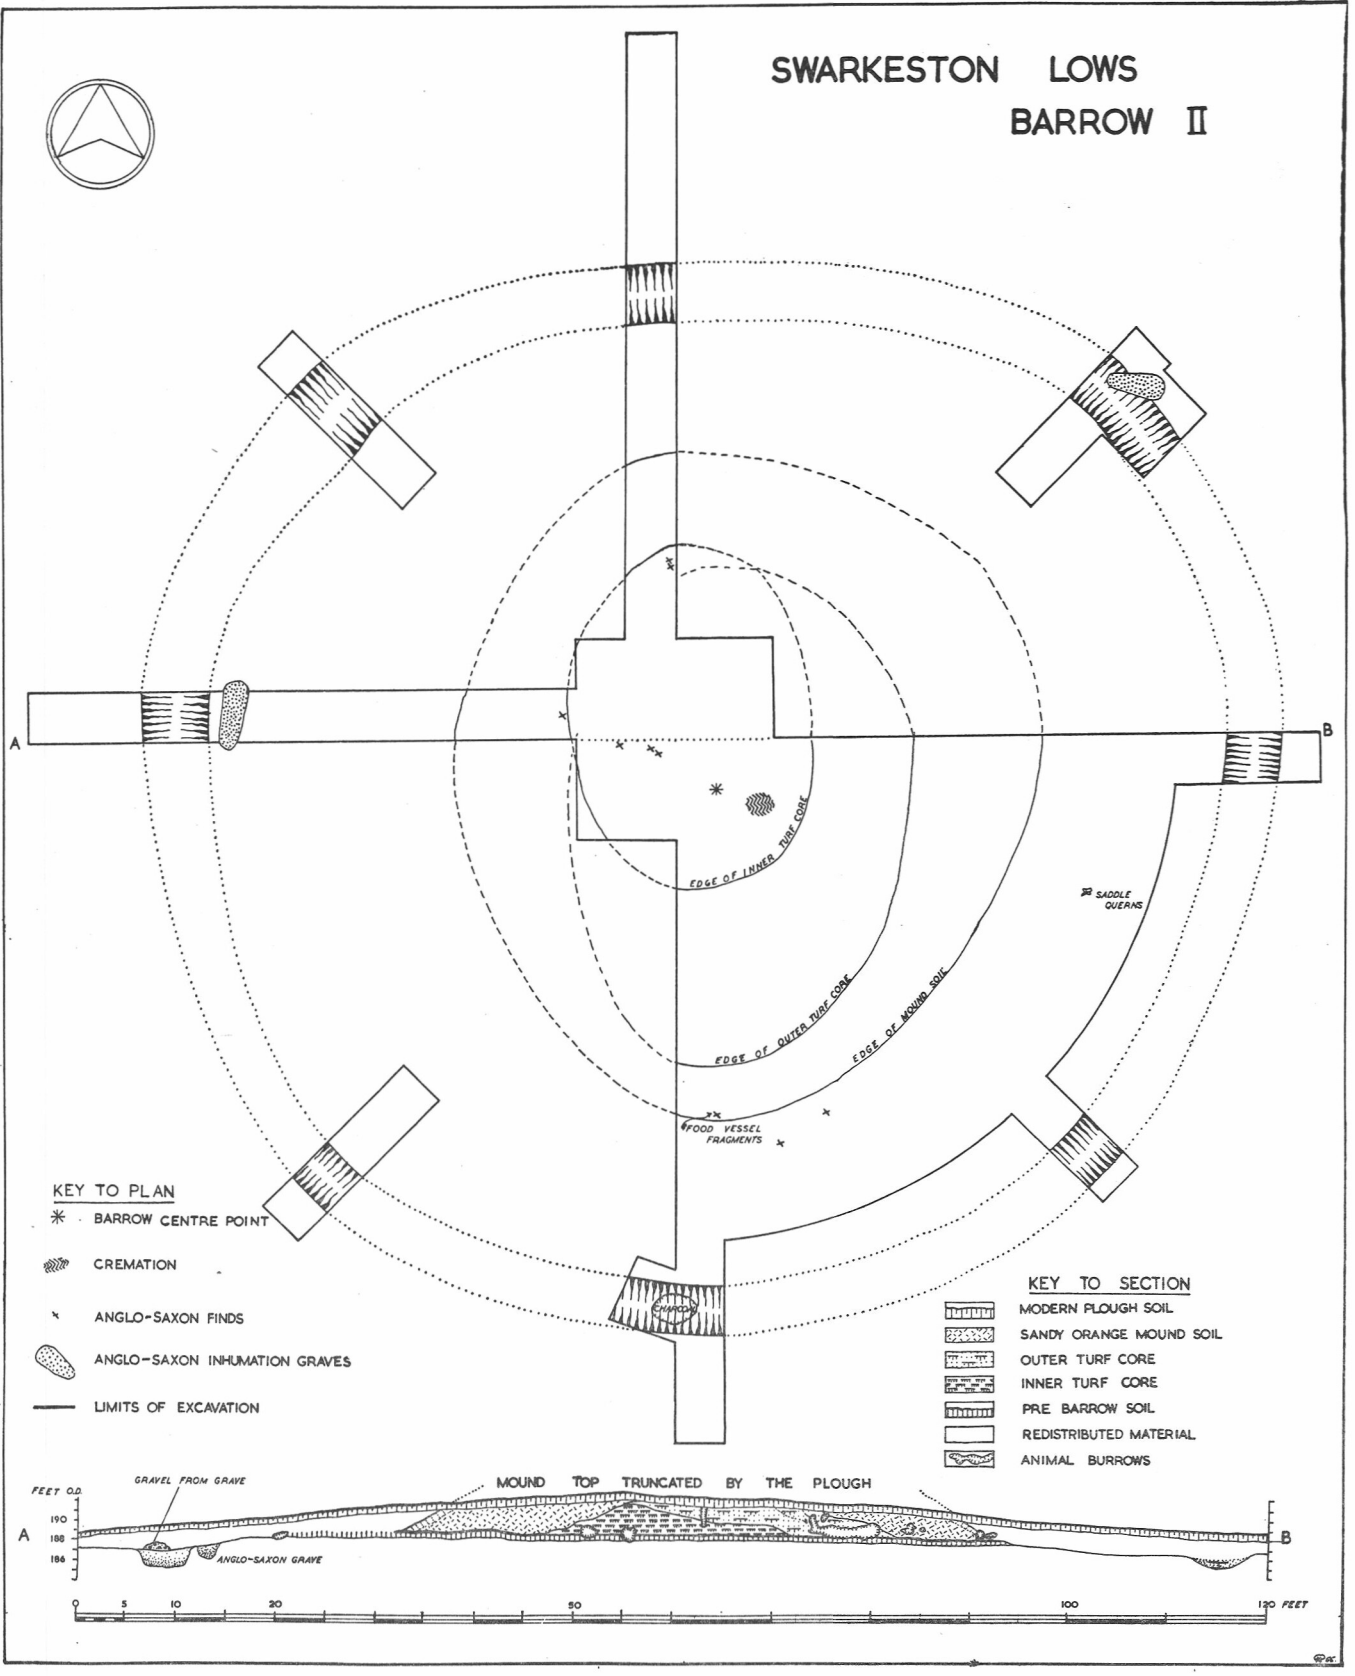 SWARKESTON LOWS
BARROW II
A
B
EDGE OF INNER TURF CORE
SADDLE
QUERNS
EDGE OF OUTER TURF CORE
EDGE OF MOUND SOIL
FOOD VESSEL
FRAGMENTS
CHARCOAL
KEY TO PLAN
BARROW CENTRE POINT
CREMATION
ANGLO-SAXON FINDS
ANGLO-SAXON INHUMATION GRAVES
LIMITS OF EXCAVATION
KEY TO SECTION
MODERN PLOUGH SOIL
SANDY ORANGE MOUND SOIL
OUTER TURF CORE
INNER TURF CORE
PRE BARROW SOIL
REDISTRIBUTED MATERIAL
ANIMAL BURROWS
GRAVEL FROM GRAVE
MOUND TOP TRUNCATED BY THE PLOUGH
FEET O.D.
190
A 188 B
186
ANGLO-SAXON GRAVE
0 5 10 20 50 100 120 FEET